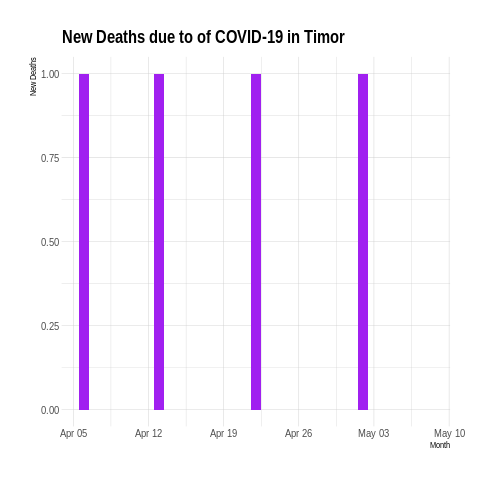 New Deaths due to of COVID-19 in Timor
New Deaths
1.00
0.75
0.50
0.25
0.00
Apr 05 Apr 12 Apr 19 Apr 26 May 03 May 10
Month